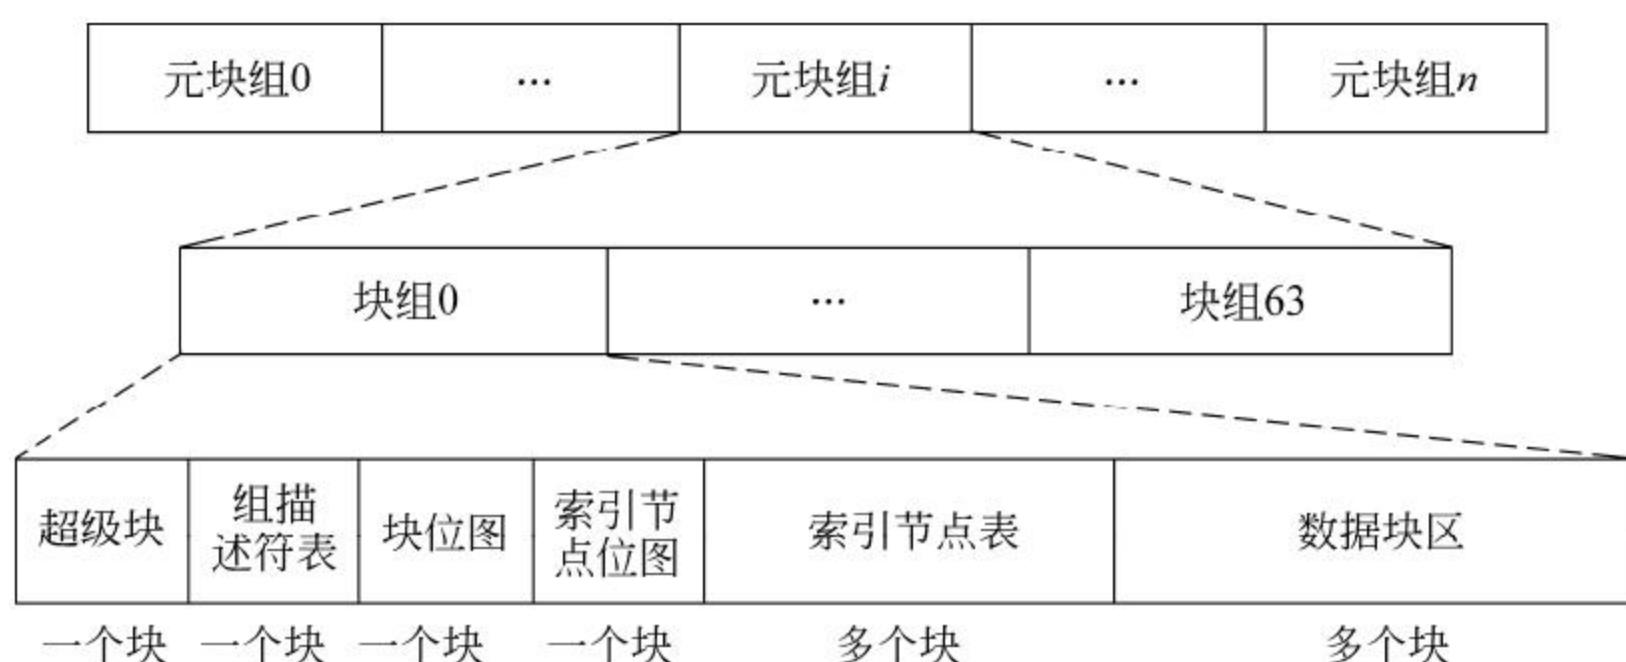 元块组0 ... 元块组i ... 元块组n
块组0 ... 块组63
超级块 组描述符表 块位图 索引节点位图 索引节点表 数据块区
一个块 一个块 一个块 一个块 多个块 多个块